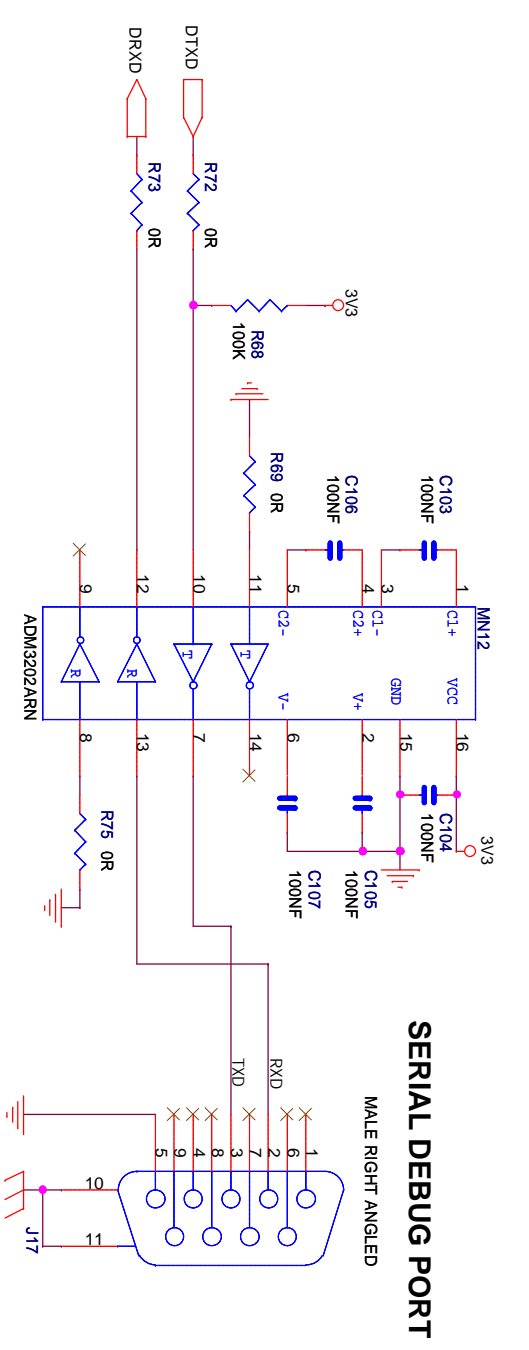 SERIAL DEBUG PORT
MALE RIGHT ANGLED
3V3
3V3
C103
100NF
C106
100NF
MN12
1
C1+
VCC
16
3
C1-
4
C2+
GND
15
V+
2
5
C2-
V-
6
C104
100NF
C105
100NF
C107
100NF
R68
100K
R69 0R
11
T
14
DTXD
R72 0R
10
T
7
DRXD
R73 0R
12
R
13
9
R
8
ADM3202ARN
R75 0R
RXD
TXD
1
6
2
7
3
8
4
9
5
10
11
J17